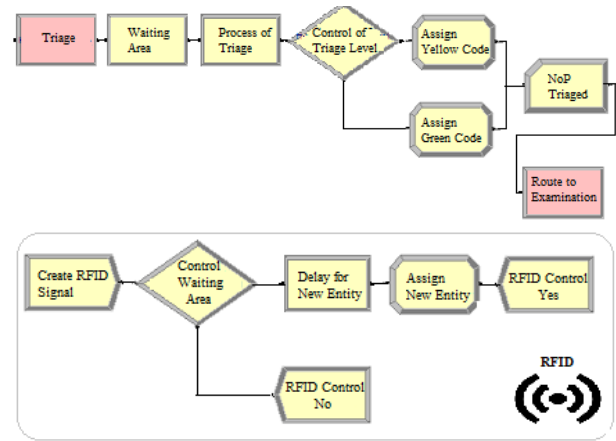 Triage
Waiting
Area
Process of
Triage
Control of
Triage Level
Assign
Yellow Code
Assign
Green Code
NoP
Triaged
Route to
Examination
Create RFID
Signal
Control
Waiting
Area
Delay for
New Entity
Assign
New Entity
RFID Control
Yes
RFID Control
No
RFID